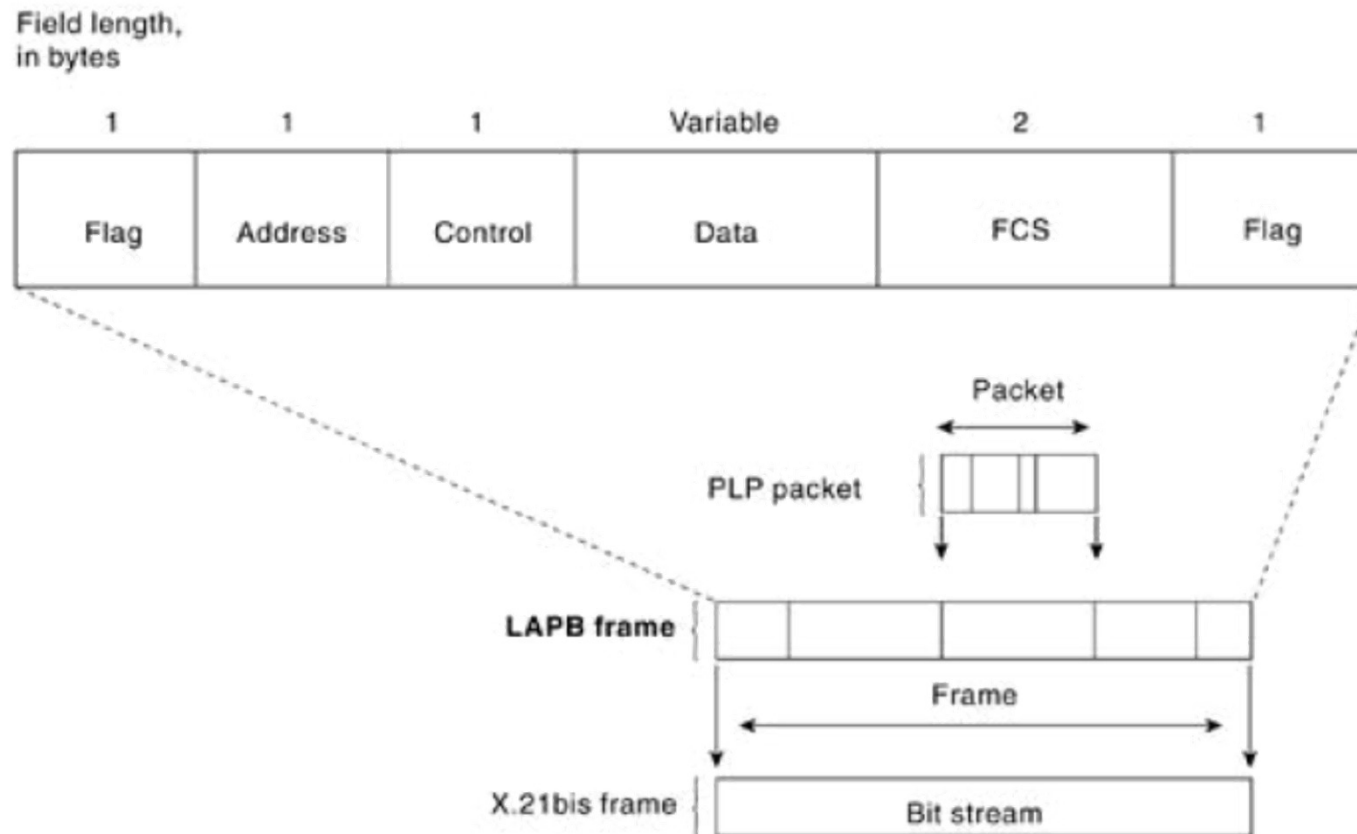 Field length,
in bytes
1 1 1 Variable 2 1
Flag Address Control Data FCS Flag
Packet
PLP packet
LAPB frame
Frame
X.21bis frame
Bit stream